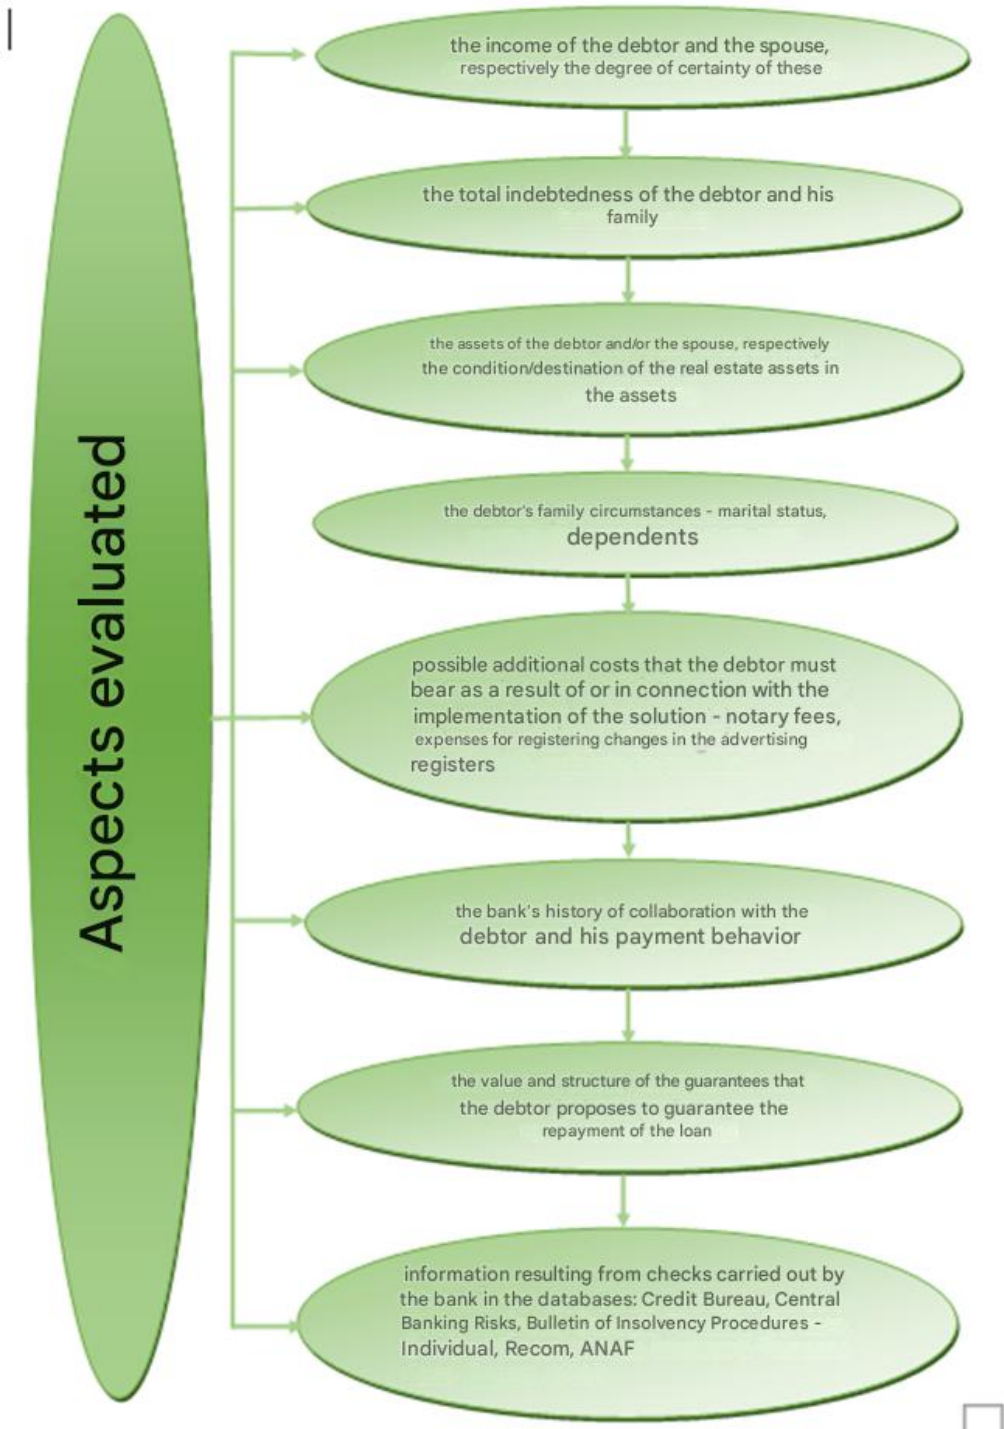 Aspects evaluated
the income of the debtor and the spouse,
respectively the degree of certainty of these
the total indebtedness of the debtor and his
family
the assets of the debtor and/or the spouse, respectively
the condition/destination of the real estate assets in
the assets
the debtor's family circumstances - marital status,
dependents
possible additional costs that the debtor must
bear as a result of or in connection with the
implementation of the solution - notary fees,
expenses for registering changes in the advertising
registers
the bank's history of collaboration with the
debtor and his payment behavior
the value and structure of the guarantees that
the debtor proposes to guarantee the
repayment of the loan
information resulting from checks carried out by
the bank in the databases: Credit Bureau, Central
Banking Risks, Bulletin of Insolvency Procedures -
Individual, Recom, ANAF